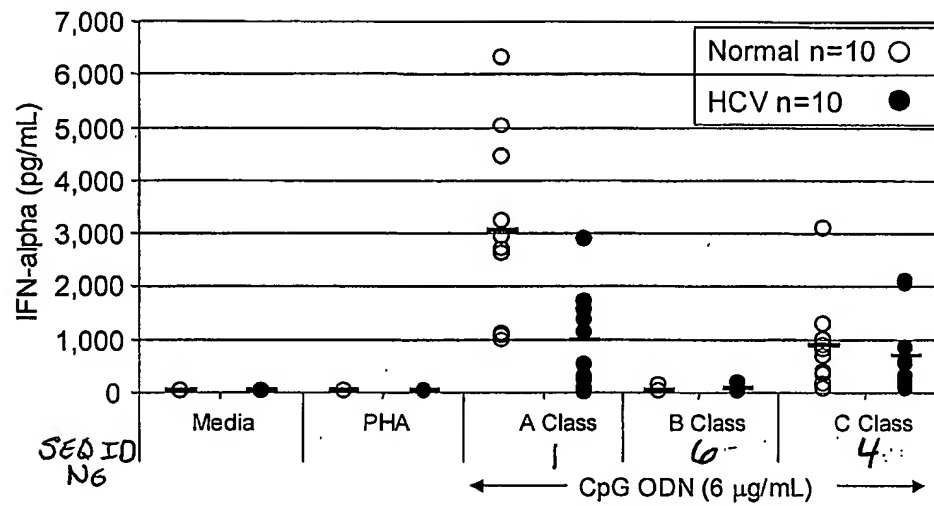 7,000
6,000
5,000
4,000
3,000
2,000
1,000
0
IFN-alpha (pg/mL)
Normal n=10
HCV n=10
Media PHA A Class B Class C Class
SEQ ID 1 6 4
NO
CpG ODN (6 µg/mL)